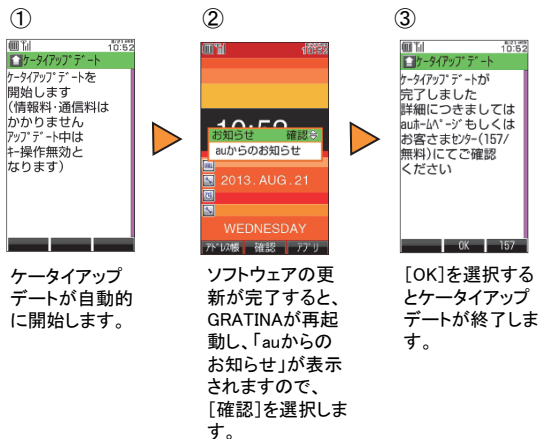 ①
②
③
8/21 WED
10:52
ｹｰﾀｲｱｯﾌﾟﾃﾞｰﾄ
ｹｰﾀｲｱｯﾌﾟﾃﾞｰﾄを
開始します
(情報料･通信料は
かかりません
ｱｯﾌﾟﾃﾞｰﾄ中は
ｷｰ操作無効と
なります)
10:52
お知らせ 確認
auからのお知らせ
2013.AUG.21
WEDNESDAY
ｱﾄﾞﾚｽ帳 確認 ｱﾌﾟﾘ
8/21 WED
10:52
ｹｰﾀｲｱｯﾌﾟﾃﾞｰﾄ
ｹｰﾀｲｱｯﾌﾟﾃﾞｰﾄが
完了しました
詳細につきましては
auﾎｰﾑﾍﾟｰｼﾞもしくは
お客さまｾﾝﾀｰ(157/
無料)にてご確認
ください
OK 157
ケータイアップ
デートが自動的
に開始します。
ソフトウェアの更
新が完了すると、
GRATINAが再起
動し、「auからの
お知らせ」が表示
されますので、
[確認]を選択しま
す。
[OK]を選択する
とケータイアップ
デートが終了しま
す。